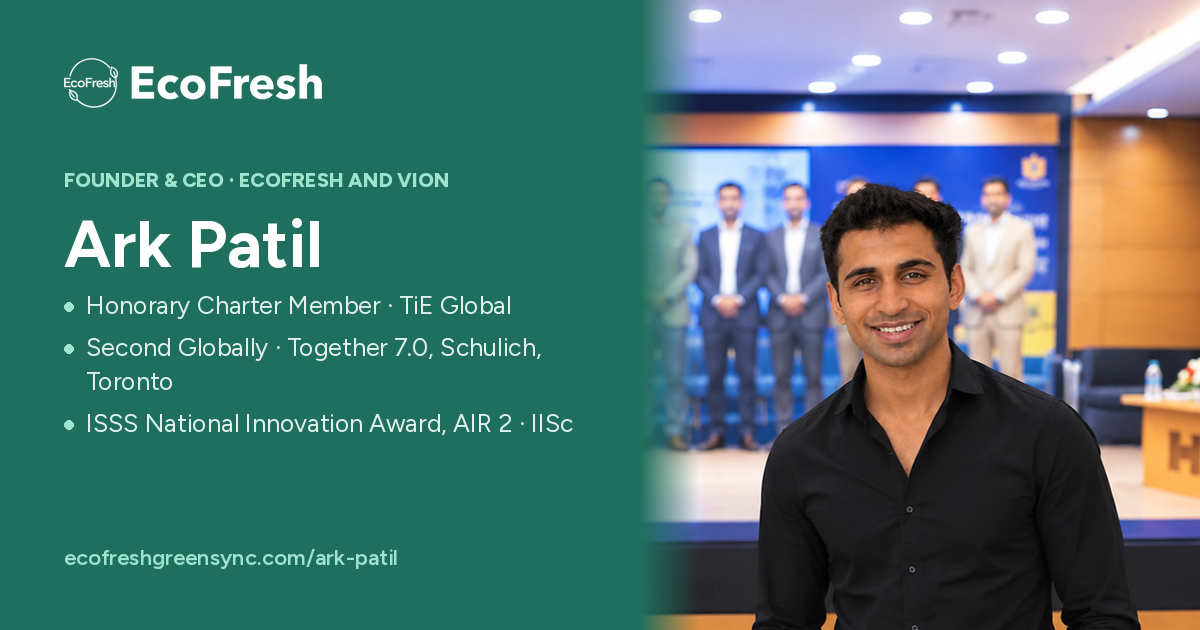 EcoFresh
EcoFresh
FOUNDER & CEO · ECOFRESH AND VION
Ark Patil
Honorary Charter Member · TiE Global
Second Globally · Together 7.0, Schulich,
Toronto
ISSS National Innovation Award, AIR 2 · IISc
ecofreshgreensync.com/ark-patil
H